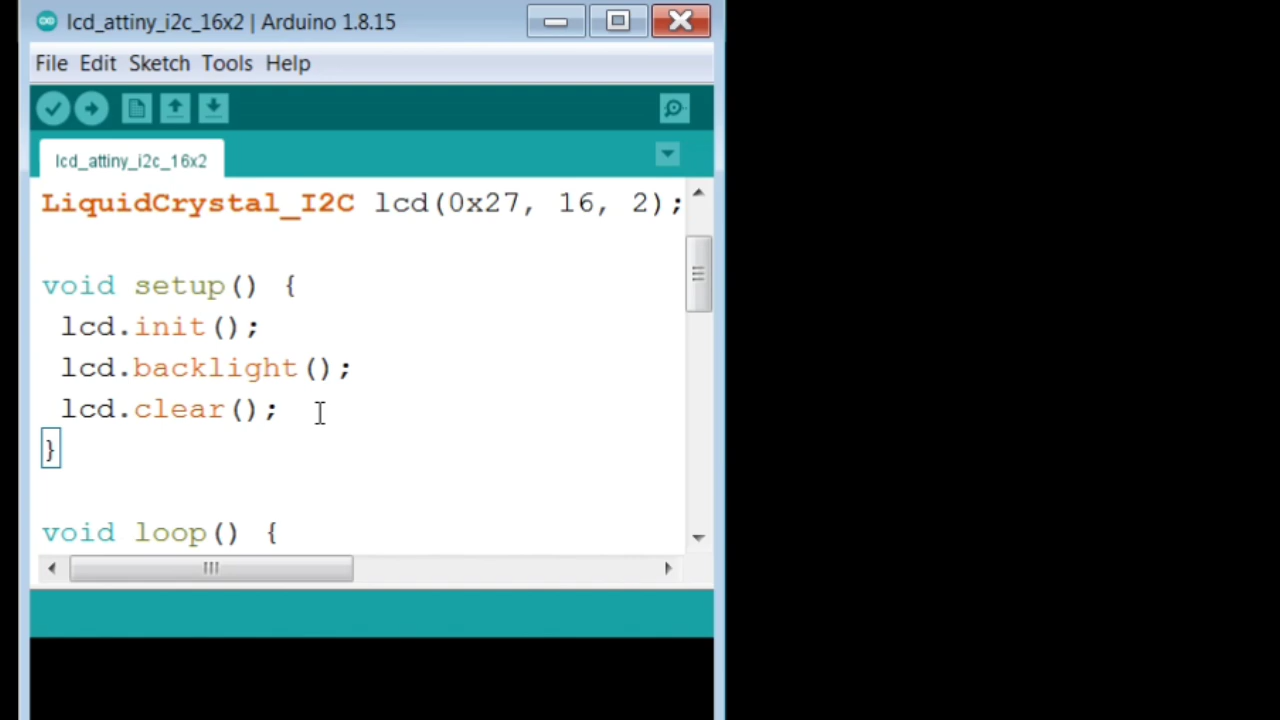 lcd_attiny_i2c_16x2 | Arduino 1.8.15
File Edit Sketch Tools Help
lcd_attiny_i2c_16x2
LiquidCrystal_I2C lcd(0x27, 16, 2);
void setup() {
lcd.init();
lcd.backlight();
lcd.clear();
}
void loop() {